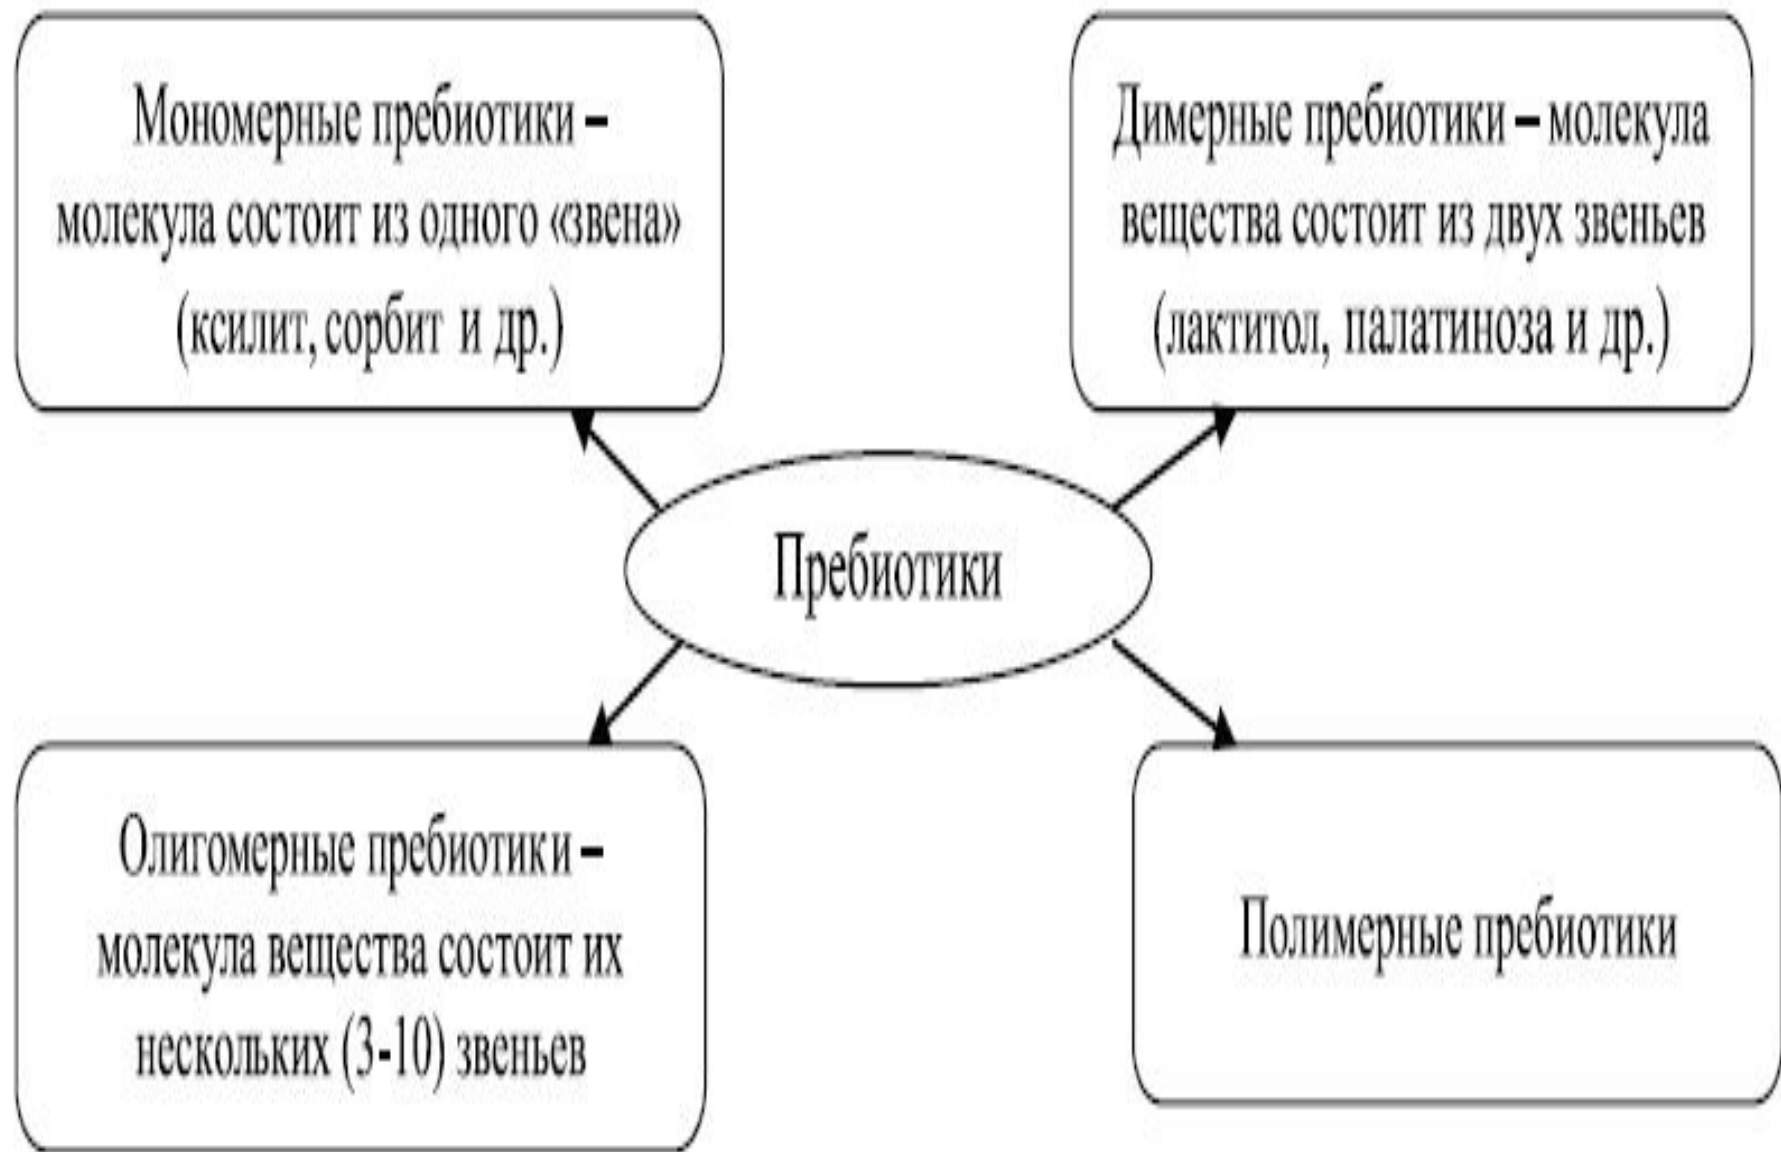 Мономерные пребиотики –
молекула состоит из одного «звена»
(ксилит, сорбит и др.)
Димерные пребиотики – молекула
вещества состоит из двух звеньев
(лактитол, палатиноза и др.)
Пребиотики
Олигомерные пребиотики –
молекула вещества состоит их
нескольких (3-10) звеньев
Полимерные пребиотики